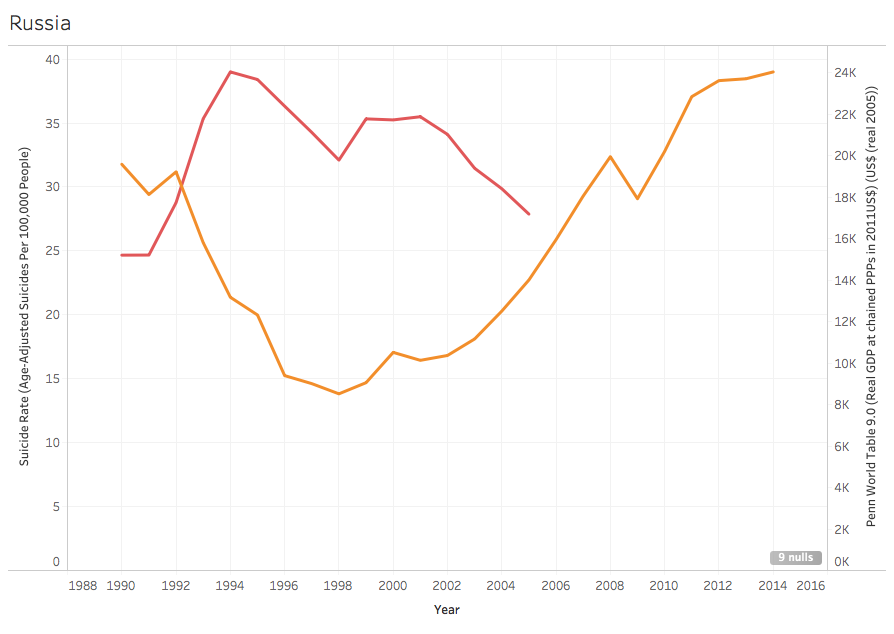 Russia
Suicide Rate (Age-Adjusted Suicides Per 100,000 People)
40
35
30
25
20
15
10
5
0
24K
22K
20K
18K
16K
14K
12K
10K
8K
6K
4K
2K
0K
Penn World Table 9.0 (Real GDP at chained PPPs in 2011US$) (US$ (real 2005))
9 nulls
1988 1990 1992 1994 1996 1998 2000 2002 2004 2006 2008 2010 2012 2014 2016
Year